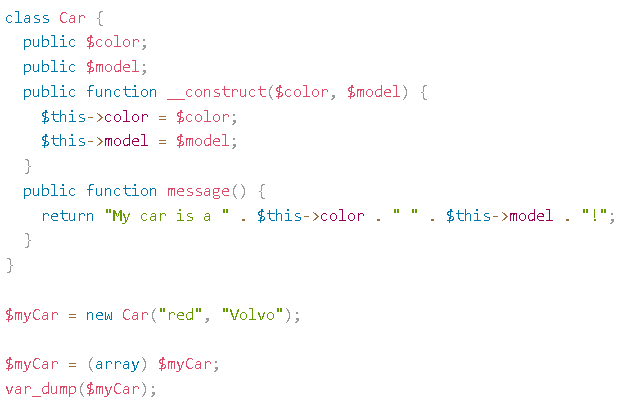 class Car {
  public $color;
  public $model;
  public function __construct($color, $model) {
    $this->color = $color;
    $this->model = $model;
  }
  public function message() {
    return "My car is a " . $this->color . " " . $this->model . "!";
  }
}

$myCar = new Car("red", "Volvo");

$myCar = (array) $myCar;
var_dump($myCar);